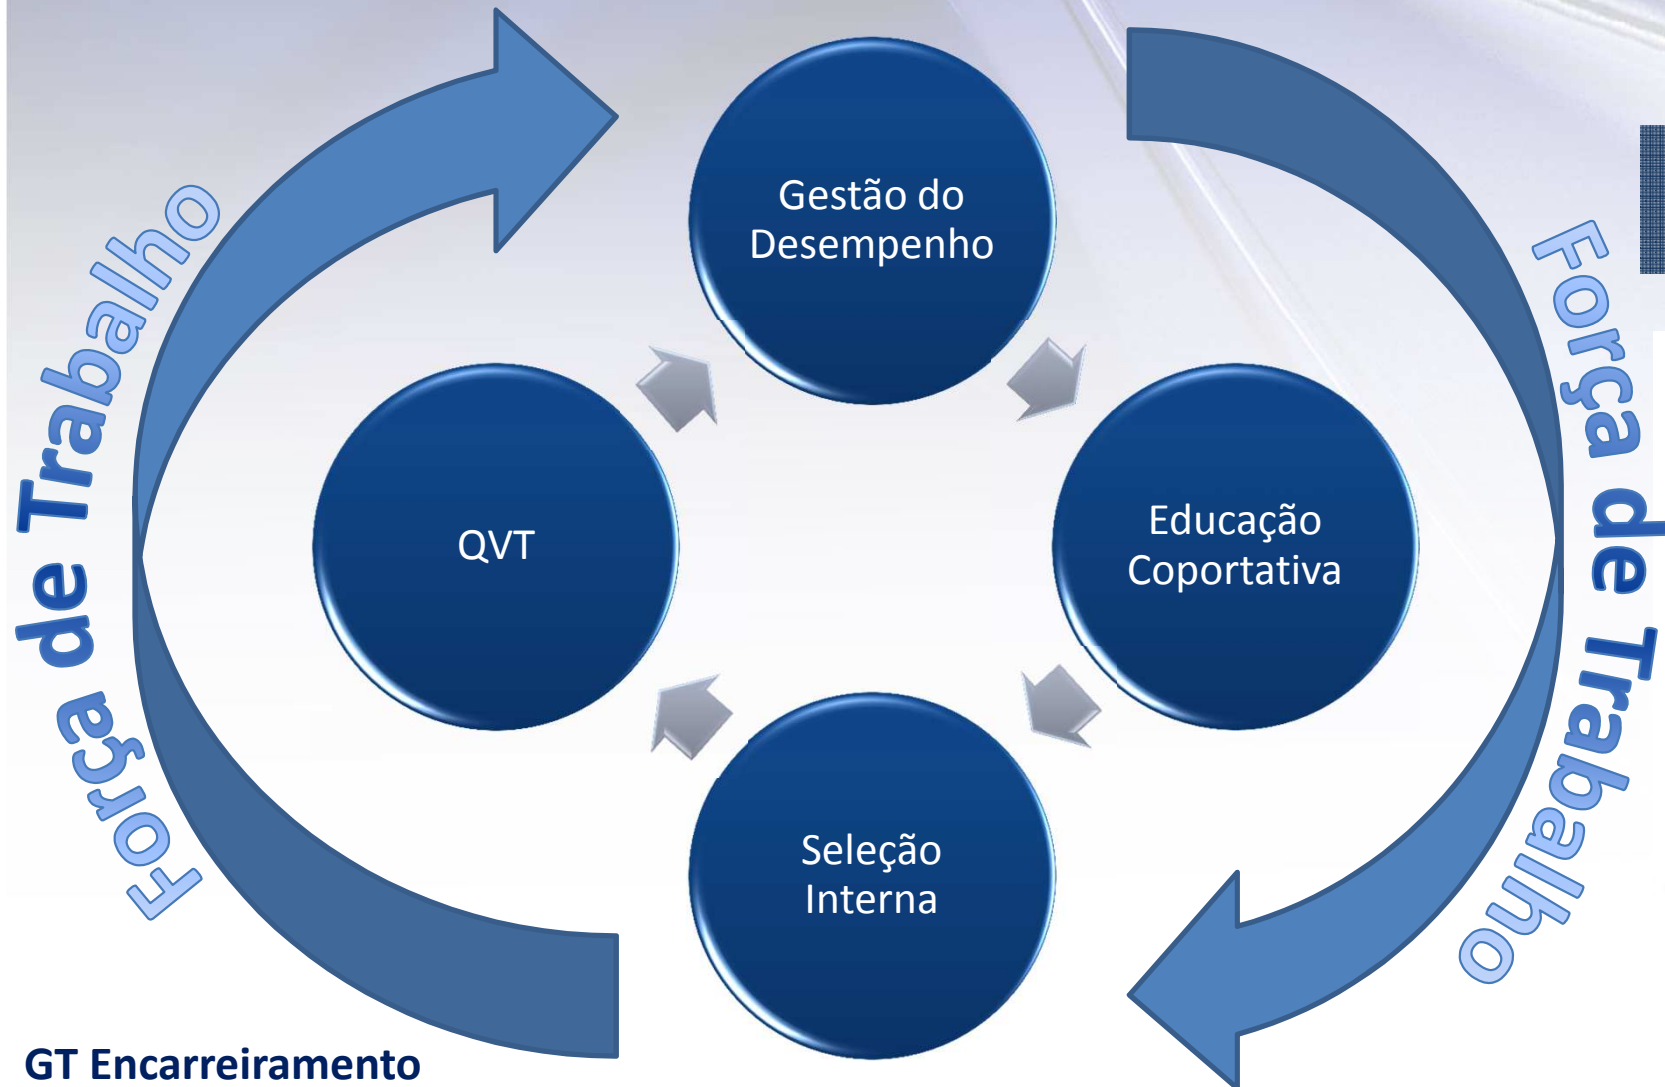 Gestão do
Desempenho
Força de Trabalho
Força de Trabalho
QVT
Educação
Coportativa
Seleção
Interna
GT Encarreiramento